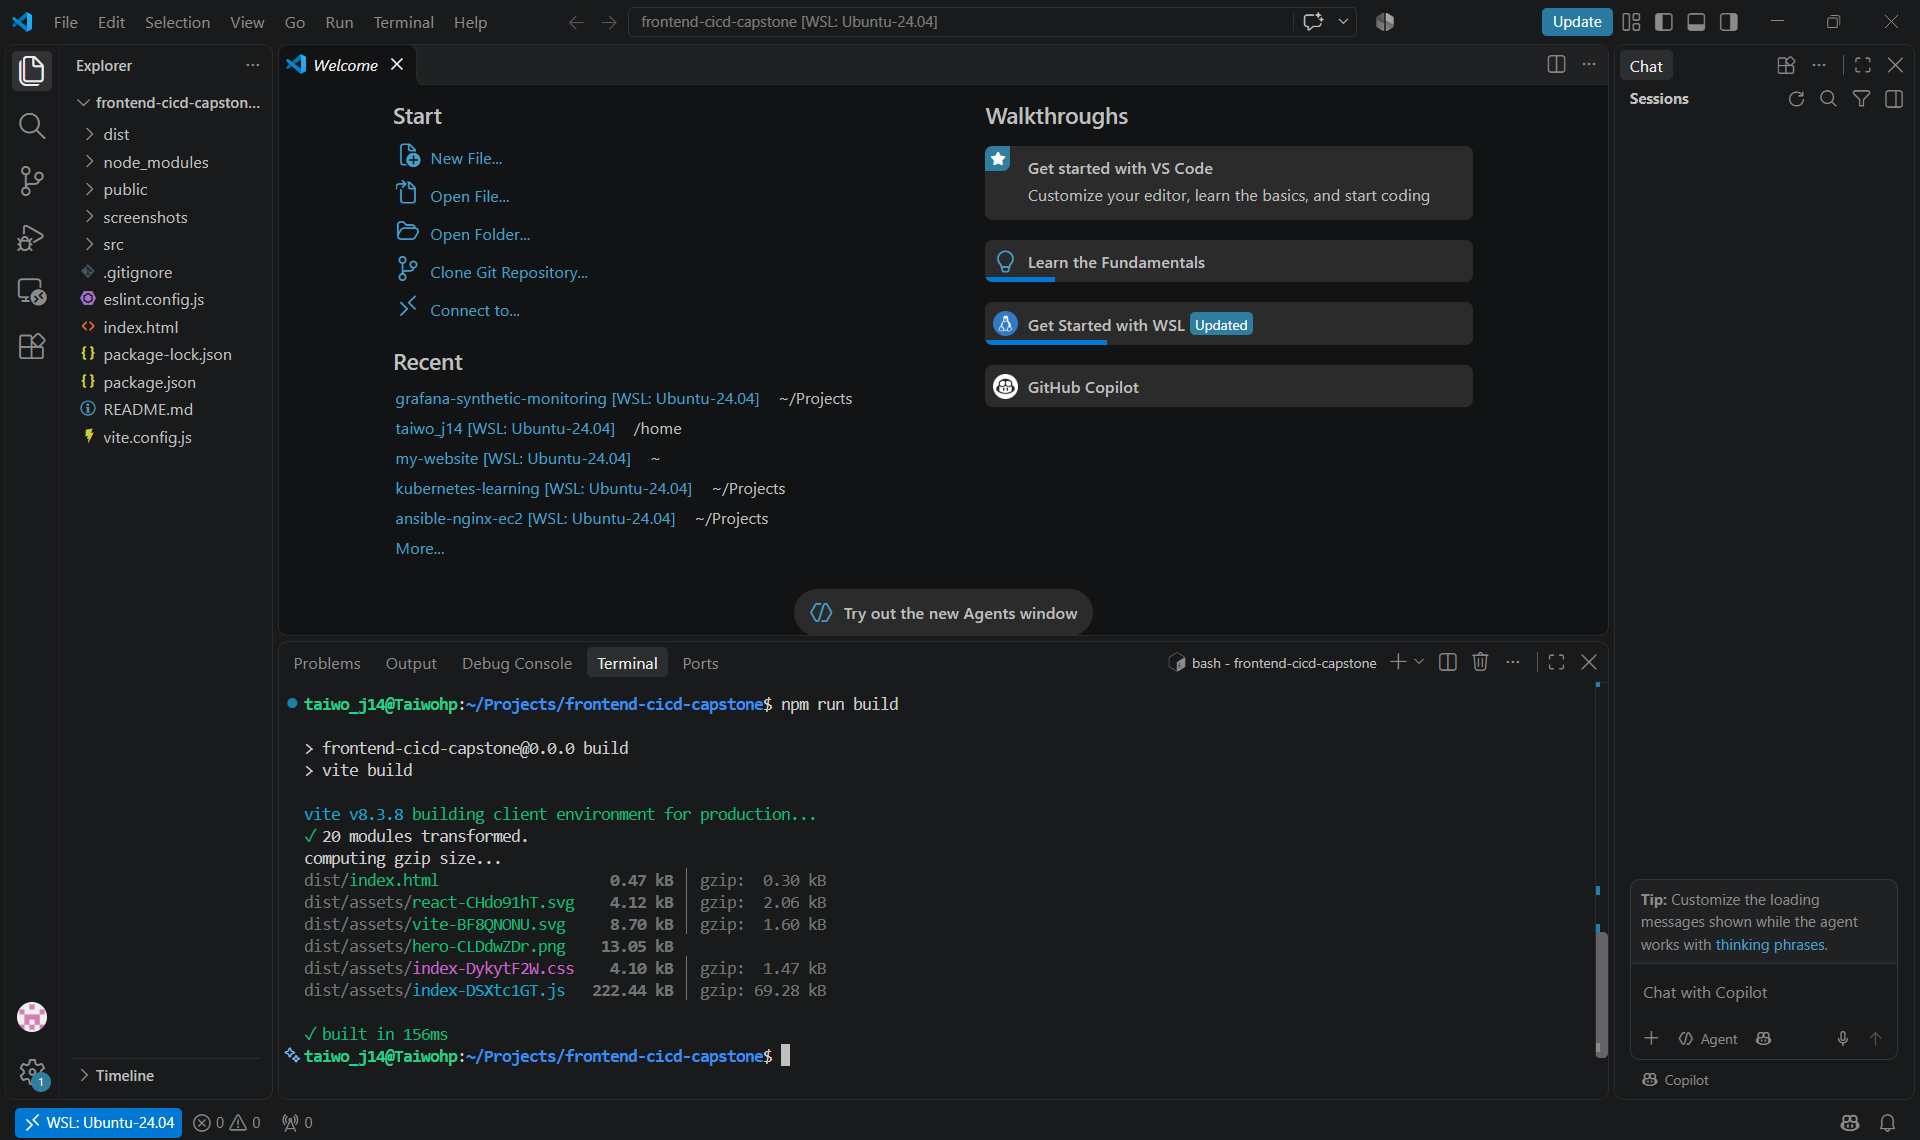 File Edit Selection View Go Run Terminal Help
frontend-cicd-capstone [WSL: Ubuntu-24.04]
Update
Explorer
frontend-cicd-capston...
dist
node_modules
public
screenshots
src
.gitignore
eslint.config.js
index.html
package-lock.json
package.json
README.md
vite.config.js
Timeline
Welcome
Start
New File...
Open File...
Open Folder...
Clone Git Repository...
Connect to...
Recent
grafana-synthetic-monitoring [WSL: Ubuntu-24.04] ~/Projects
taiwo_j14 [WSL: Ubuntu-24.04] /home
my-website [WSL: Ubuntu-24.04] ~
kubernetes-learning [WSL: Ubuntu-24.04] ~/Projects
ansible-nginx-ec2 [WSL: Ubuntu-24.04] ~/Projects
More...
Walkthroughs
Get started with VS Code
Customize your editor, learn the basics, and start coding
Learn the Fundamentals
Get Started with WSL Updated
GitHub Copilot
Try out the new Agents window
Problems Output Debug Console Terminal Ports
bash - frontend-cicd-capstone
taiwo_j14@Taiwohp:~/Projects/frontend-cicd-capstone$ npm run build
> frontend-cicd-capstone@0.0.0 build
> vite build
vite v8.3.8 building client environment for production...
✓ 20 modules transformed.
computing gzip size...
dist/index.html 0.47 kB │ gzip: 0.30 kB
dist/assets/react-CHdo91hT.svg 4.12 kB │ gzip: 2.06 kB
dist/assets/vite-BF8QNONU.svg 8.70 kB │ gzip: 1.60 kB
dist/assets/hero-CLDdwZDr.png 13.05 kB
dist/assets/index-DykytF2W.css 4.10 kB │ gzip: 1.47 kB
dist/assets/index-DSXtc1GT.js 222.44 kB │ gzip: 69.28 kB
✓ built in 156ms
taiwo_j14@Taiwohp:~/Projects/frontend-cicd-capstone$
Chat
Sessions
Tip: Customize the loading
messages shown while the agent
works with thinking phrases.
Chat with Copilot
Agent
Copilot
1
WSL: Ubuntu-24.04 0 0 0